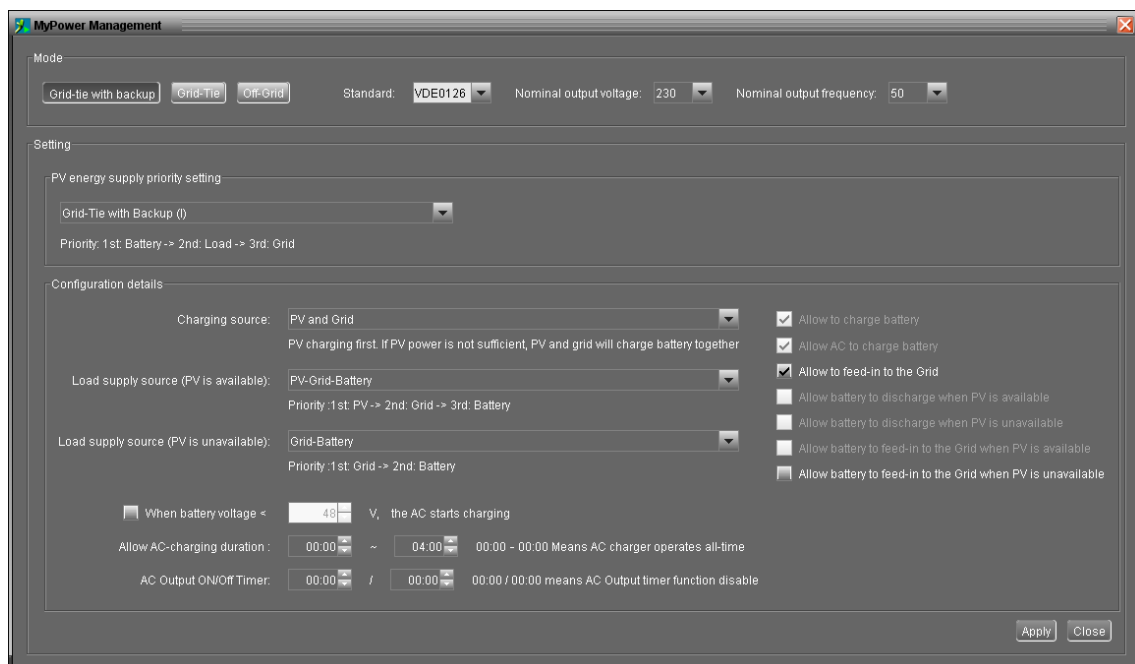 MyPower Management
Mode
Grid-tie with backup Grid-Tie Off-Grid Standard: VDE0126 Nominal output voltage: 230 Nominal output frequency: 50
Setting
PV energy supply priority setting
Grid-Tie with Backup (I)
Priority: 1st: Battery -> 2nd: Load -> 3rd: Grid
Configuration details
Charging source: PV and Grid
PV charging first. If PV power is not sufficient, PV and grid will charge battery together
Load supply source (PV is available): PV-Grid-Battery
Priority :1st: PV -> 2nd: Grid -> 3rd: Battery
Load supply source (PV is unavailable): Grid-Battery
Priority :1st: Grid -> 2nd: Battery
Allow to charge battery
Allow AC to charge battery
Allow to feed-in to the Grid
Allow battery to discharge when PV is available
Allow battery to discharge when PV is unavailable
Allow battery to feed-in to the Grid when PV is available
Allow battery to feed-in to the Grid when PV is unavailable
When battery voltage < 48 V, the AC starts charging
Allow AC-charging duration : 00:00 ~ 04:00 00:00 - 00:00 Means AC charger operates all-time
AC Output ON/Off Timer: 00:00 / 00:00 00:00 / 00:00 means AC Output timer function disable
Apply Close